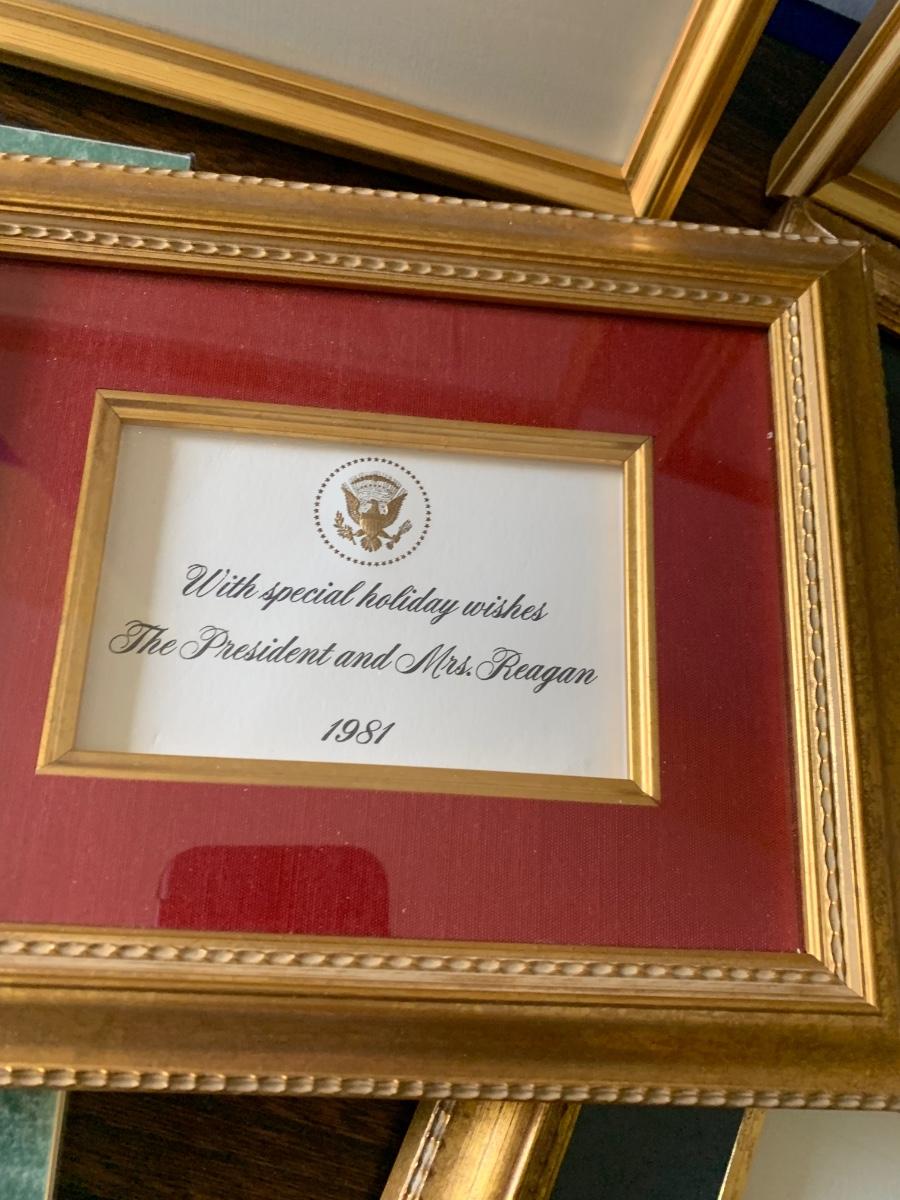 With special holiday wishes
The President and Mrs. Reagan
1981